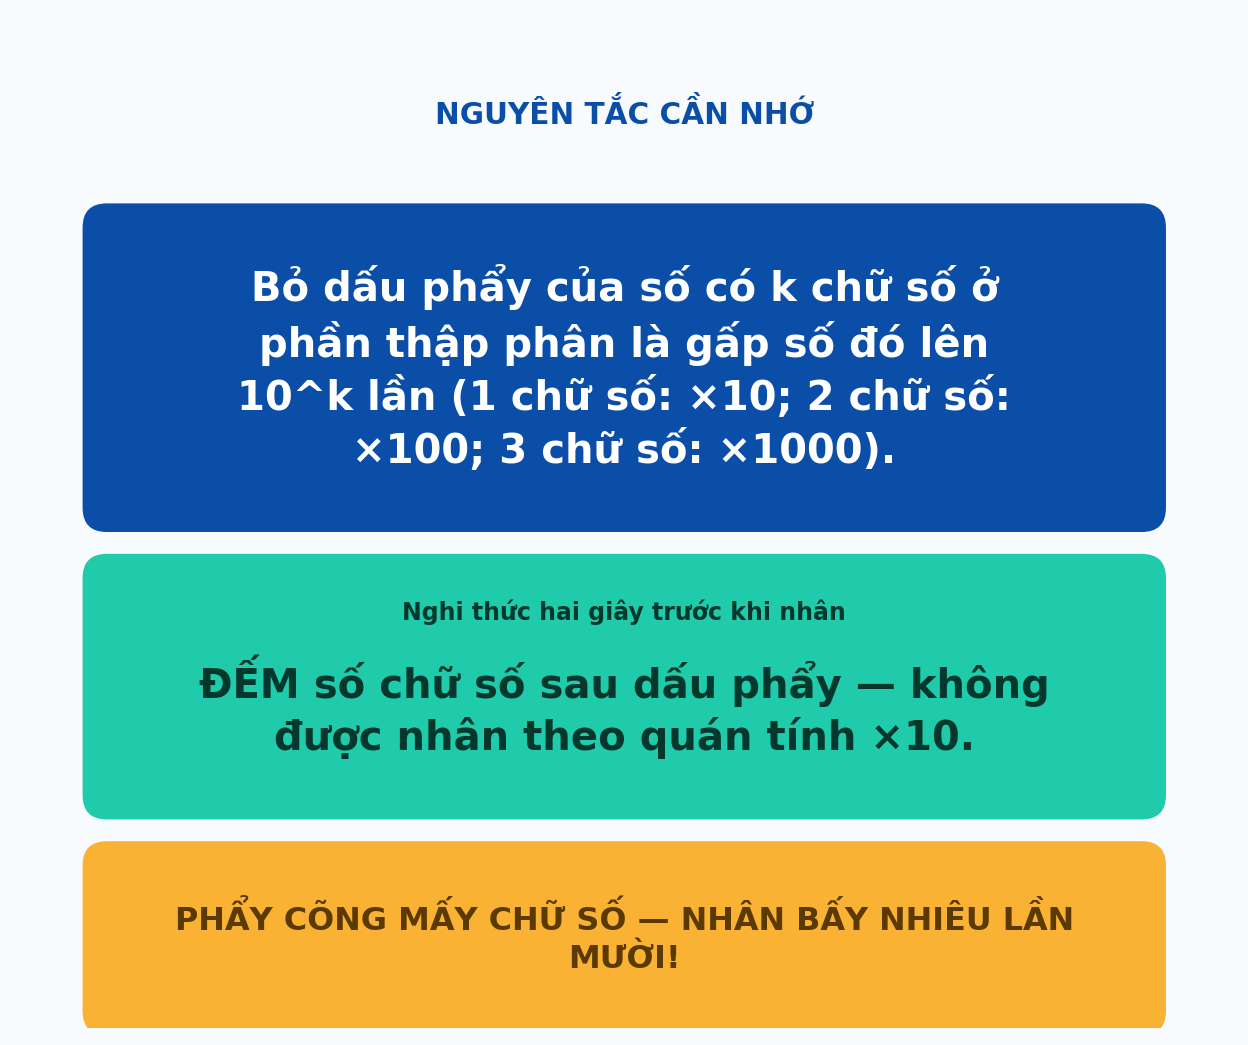 NGUYÊN TẮC CẦN NHỚ
Bỏ dấu phẩy của số có k chữ số ở
phần thập phân là gấp số đó lên
10^k lần (1 chữ số: ×10; 2 chữ số:
×100; 3 chữ số: ×1000).
Nghi thức hai giây trước khi nhân
ĐẾM số chữ số sau dấu phẩy — không
được nhân theo quán tính ×10.
PHẨY CÕNG MẤY CHỮ SỐ — NHÂN BẤY NHIÊU LẦN
MƯỜI!